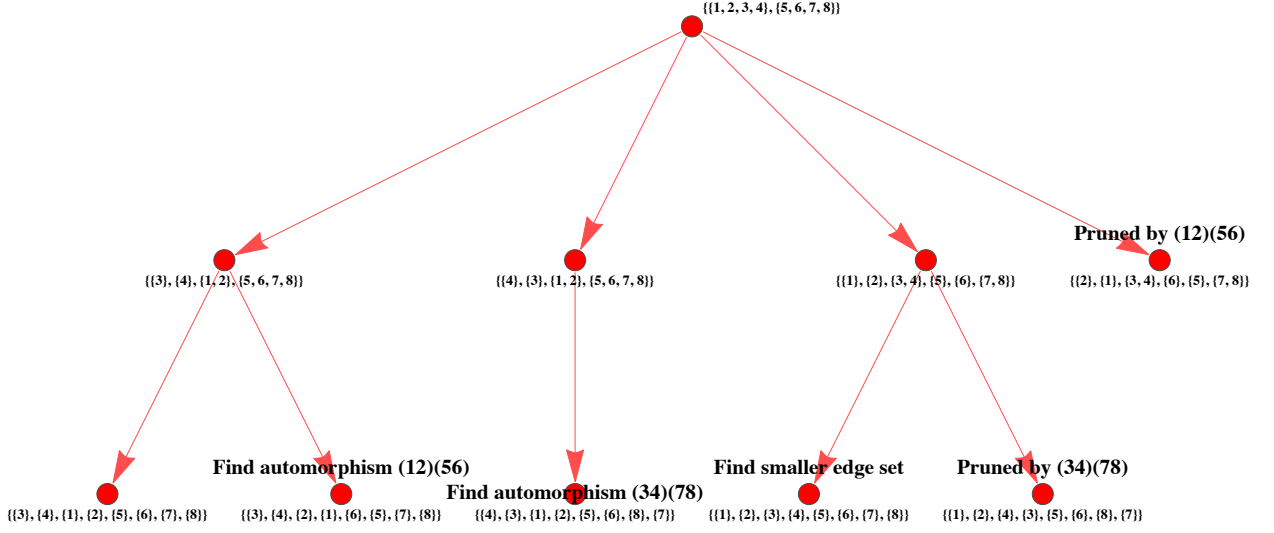 {{1, 2, 3, 4}, {5, 6, 7, 8}}
Pruned by (12)(56)
{{3}, {4}, {1, 2}, {5, 6, 7, 8}}
{{4}, {3}, {1, 2}, {5, 6, 7, 8}}
{{1}, {2}, {3, 4}, {5}, {6}, {7, 8}}
{{2}, {1}, {3, 4}, {6}, {5}, {7, 8}}
Find automorphism (12)(56)
Find smaller edge set
Pruned by (34)(78)
Find automorphism (34)(78)
{{3}, {4}, {1}, {2}, {5}, {6}, {7}, {8}}
{{3}, {4}, {2}, {1}, {6}, {5}, {7}, {8}}
{{4}, {3}, {1}, {2}, {5}, {6}, {8}, {7}}
{{1}, {2}, {3}, {4}, {5}, {6}, {7}, {8}}
{{1}, {2}, {4}, {3}, {5}, {6}, {8}, {7}}